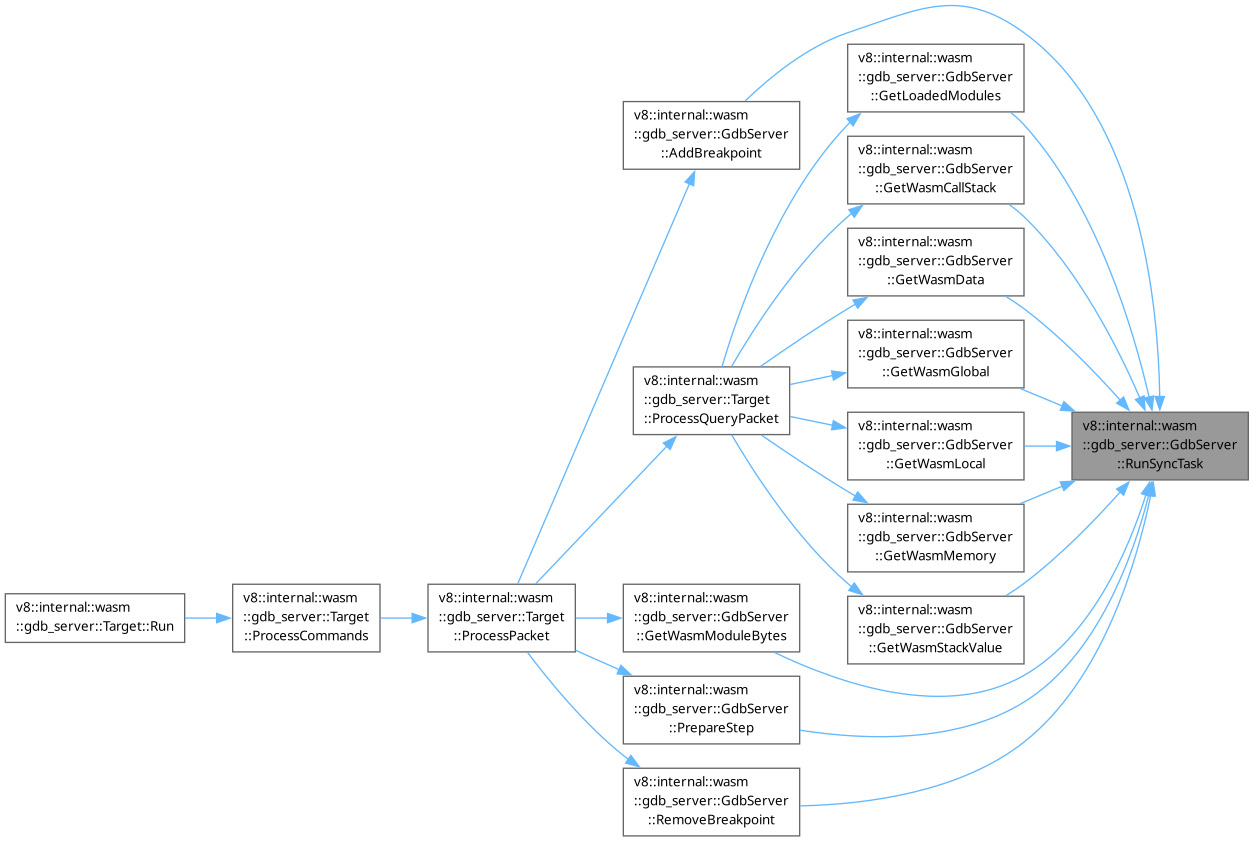 v8::internal::wasm
::gdb_server::GdbServer
::GetLoadedModules
v8::internal::wasm
::gdb_server::GdbServer
::AddBreakpoint
v8::internal::wasm
::gdb_server::GdbServer
::GetWasmCallStack
v8::internal::wasm
::gdb_server::GdbServer
::GetWasmData
v8::internal::wasm
::gdb_server::GdbServer
::GetWasmGlobal
v8::internal::wasm
::gdb_server::Target
::ProcessQueryPacket
v8::internal::wasm
::gdb_server::GdbServer
::GetWasmLocal
v8::internal::wasm
::gdb_server::GdbServer
::RunSyncTask
v8::internal::wasm
::gdb_server::GdbServer
::GetWasmMemory
v8::internal::wasm
::gdb_server::Target::Run
v8::internal::wasm
::gdb_server::Target
::ProcessCommands
v8::internal::wasm
::gdb_server::Target
::ProcessPacket
v8::internal::wasm
::gdb_server::GdbServer
::GetWasmModuleBytes
v8::internal::wasm
::gdb_server::GdbServer
::GetWasmStackValue
v8::internal::wasm
::gdb_server::GdbServer
::PrepareStep
v8::internal::wasm
::gdb_server::GdbServer
::RemoveBreakpoint